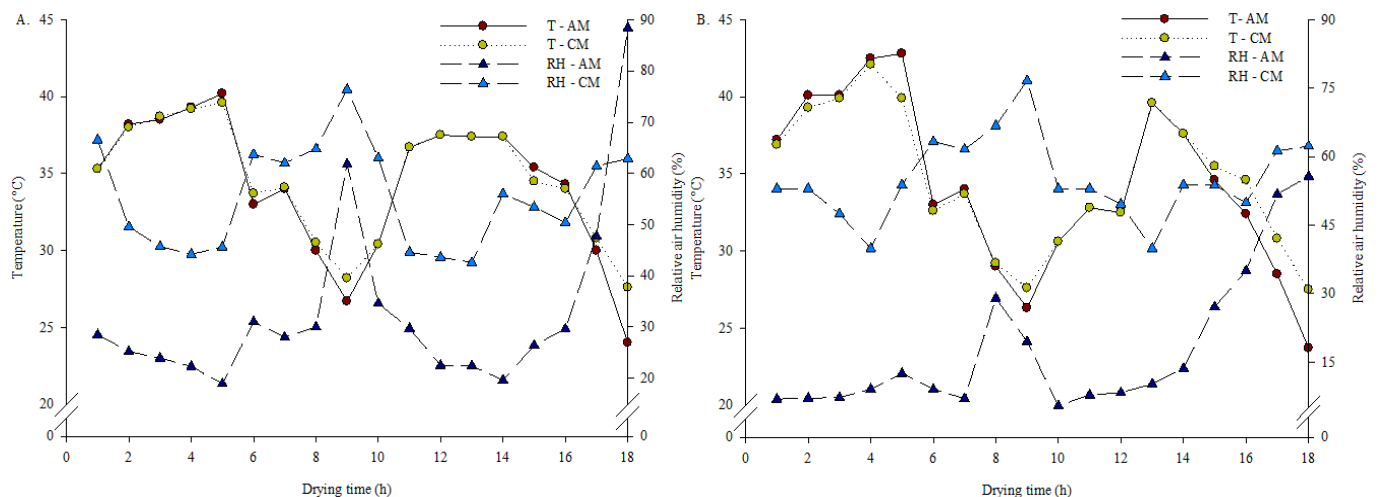 A.
T - AM
T - CM
RH - AM
RH - CM
Temperature (°C)
45
40
35
30
25
20
0
Relative air humidity (%)
90
80
70
60
50
40
30
20
0
0 2 4 6 8 10 12 14 16 18
Drying time (h)
B.
T - AM
T - CM
RH - AM
RH - CM
Temperature (°C)
45
40
35
30
25
20
0
Relative air humidity (%)
90
75
60
45
30
15
0
0 2 4 6 8 10 12 14 16 18
Drying time (h)